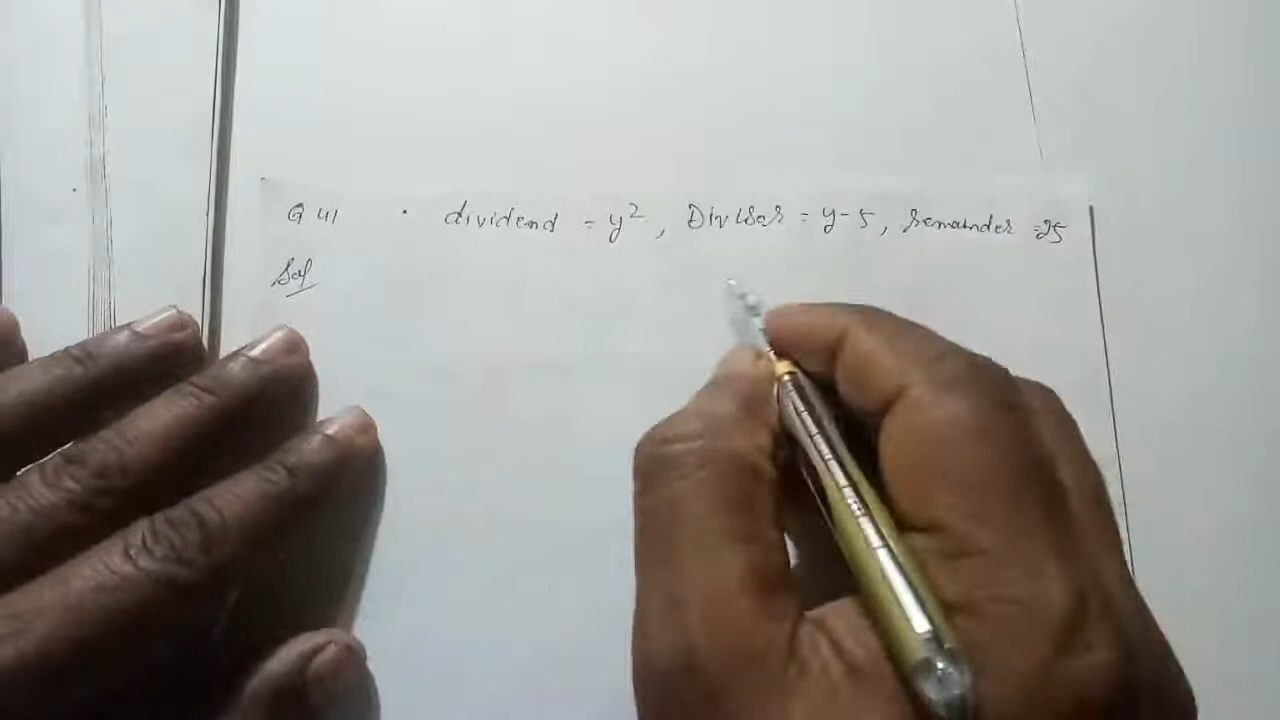 Q 41 . dividend = y², Divisor = y-5, remainder =25
Sol